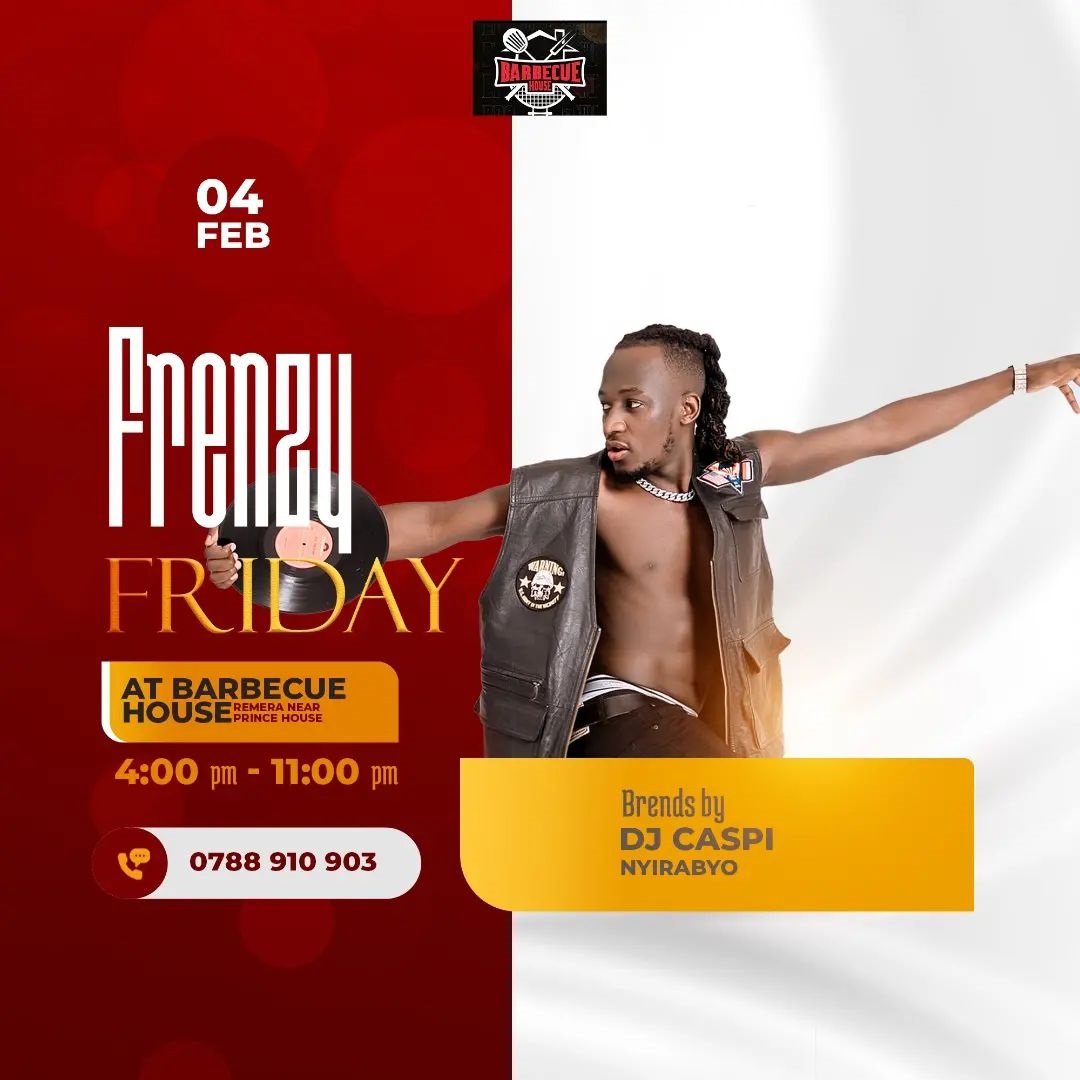 BARBECUE
HOUSE
04
FEB
Frenzy
FRIDAY
AT BARBECUE
HOUSE REMERA NEAR
PRINCE HOUSE
4:00 pm - 11:00 pm
0788 910 903
WARNING:
Brends by
DJ CASPI
NYIRABYO